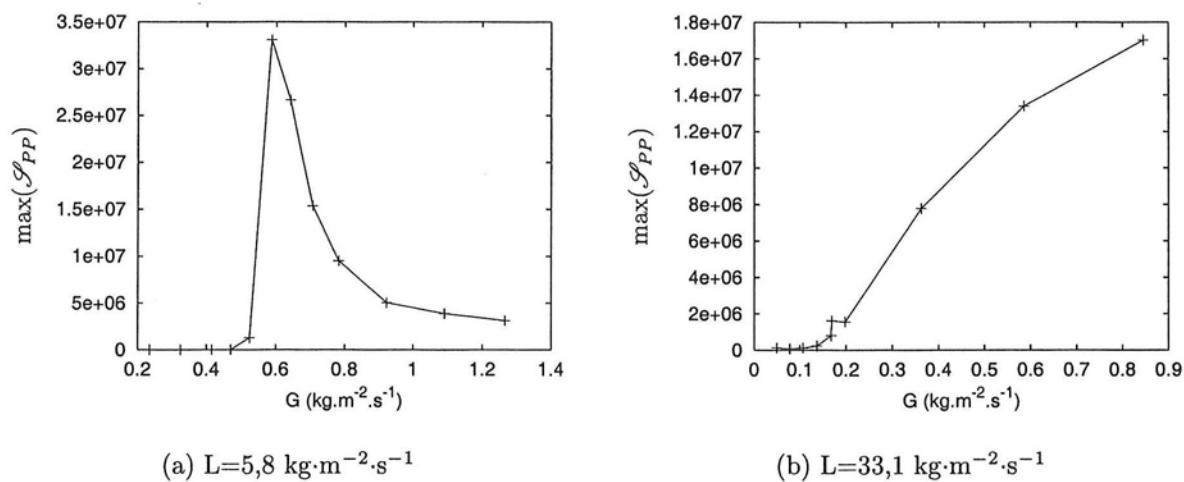 3.5e+07
3e+07
2.5e+07
2e+07
1.5e+07
1e+07
5e+06
0
0.2 0.4 0.6 0.8 1 1.2 1.4
G (kg.m-2.s-1)
max(𝒮PP)
(a) L=5,8 kg·m−2·s−1
1.8e+07
1.6e+07
1.4e+07
1.2e+07
1e+07
8e+06
6e+06
4e+06
2e+06
0
0 0.1 0.2 0.3 0.4 0.5 0.6 0.7 0.8 0.9
G (kg.m-2.s-1)
max(𝒮PP)
(b) L=33,1 kg·m−2·s−1